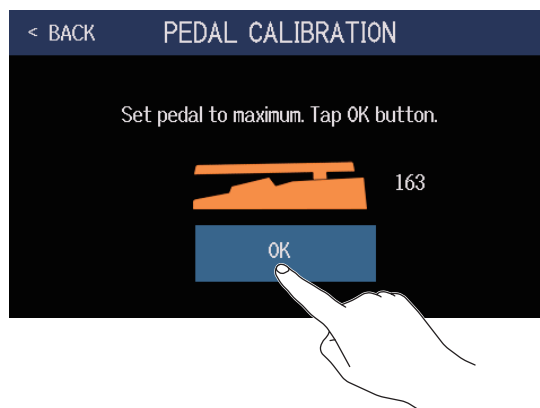 < BACK PEDAL CALIBRATION
Set pedal to maximum. Tap OK button.
163
OK